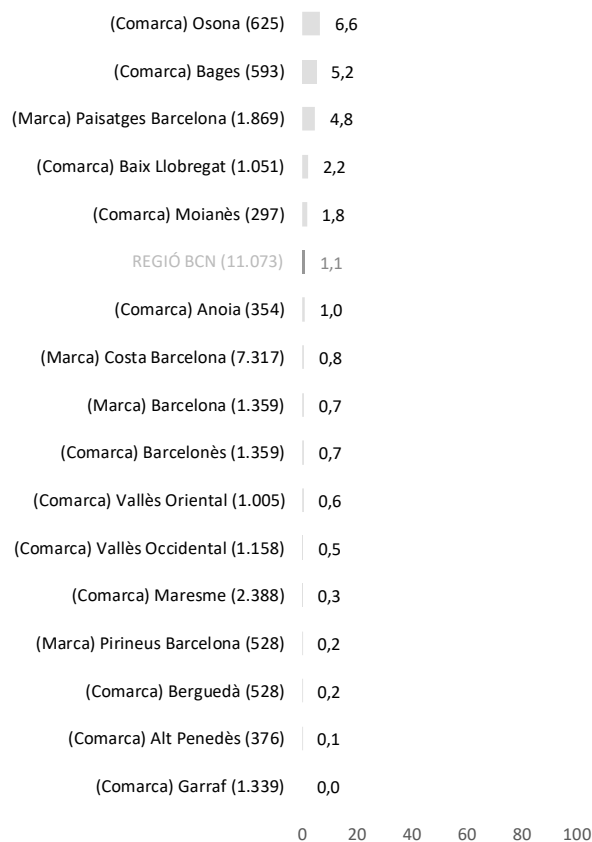 (Comarca) Osona (625) 6,6
(Comarca) Bages (593) 5,2
(Marca) Paisatges Barcelona (1.869) 4,8
(Comarca) Baix Llobregat (1.051) 2,2
(Comarca) Moianès (297) 1,8
REGIÓ BCN (11.073) 1,1
(Comarca) Anoia (354) 1,0
(Marca) Costa Barcelona (7.317) 0,8
(Marca) Barcelona (1.359) 0,7
(Comarca) Barcelonès (1.359) 0,7
(Comarca) Vallès Oriental (1.005) 0,6
(Comarca) Vallès Occidental (1.158) 0,5
(Comarca) Maresme (2.388) 0,3
(Marca) Pirineus Barcelona (528) 0,2
(Comarca) Berguedà (528) 0,2
(Comarca) Alt Penedès (376) 0,1
(Comarca) Garraf (1.339) 0,0
0 20 40 60 80 100